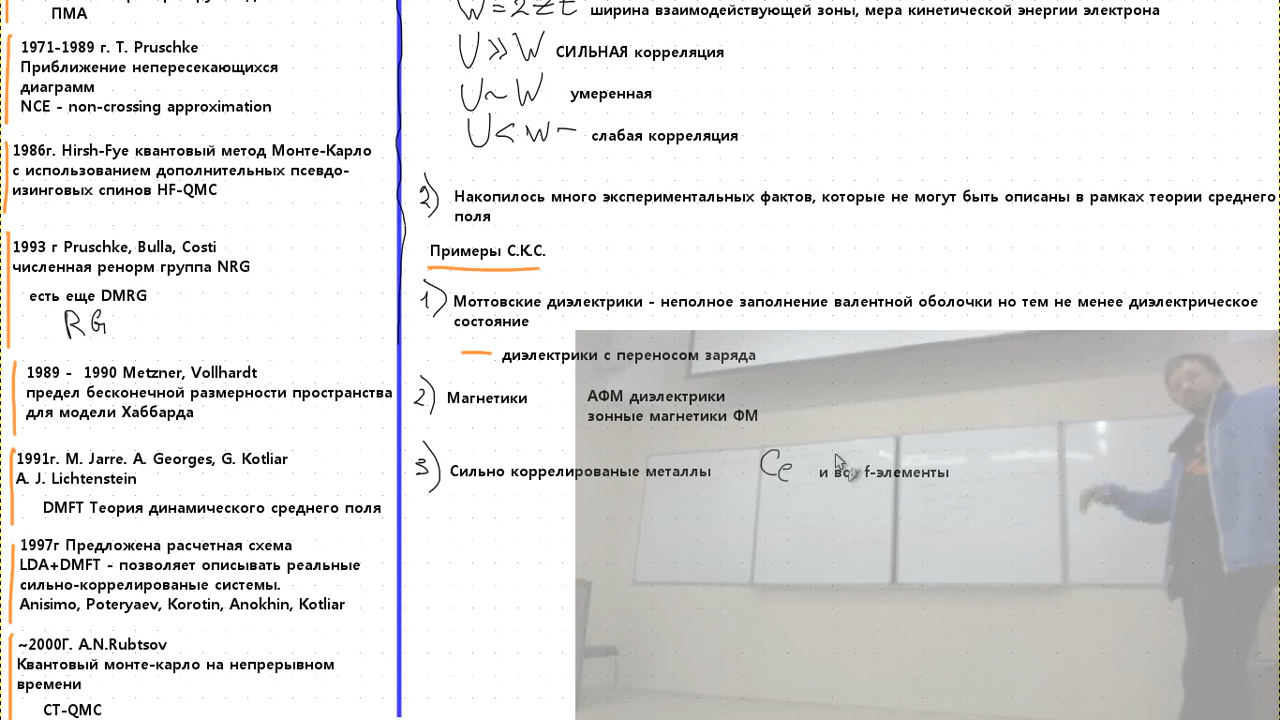 ПМА
1971-1989 г. T. Pruschke
Приближение непересекающихся
диаграмм
NCE - non-crossing approximation
1986г. Hirsh-Fye квантовый метод Монте-Карло
с использованием дополнительных псевдо-
изинговых спинов HF-QMC
1993 г Pruschke, Bulla, Costi
численная ренорм группа NRG
есть еще DMRG
RG
1989 - 1990 Metzner, Vollhardt
предел бесконечной размерности пространства
для модели Хаббарда
1991г. M. Jarre. A. Georges, G. Kotliar
A. J. Lichtenstein
DMFT Теория динамического среднего поля
1997г Предложена расчетная схема
LDA+DMFT - позволяет описывать реальные
сильно-коррелированые системы.
Anisimo, Poteryaev, Korotin, Anokhin, Kotliar
~2000Г. A.N.Rubtsov
Квантовый монте-карло на непрерывном
времени
CT-QMC
W = 2zt ширина взаимодействующей зоны, мера кинетической энергии электрона
U >> W СИЛЬНАЯ корреляция
U ~ W умеренная
U < W - слабая корреляция
2) Накопилось много экспериментальных фактов, которые не могут быть описаны в рамках теории среднего
поля
Примеры С.К.С.
1) Моттовские диэлектрики - неполное заполнение валентной оболочки но тем не менее диэлектрическое
состояние
диэлектрики с переносом заряда
2) Магнетики АФМ диэлектрики
зонные магнетики ФМ
3) Сильно коррелированые металлы Ce и все f-элементы